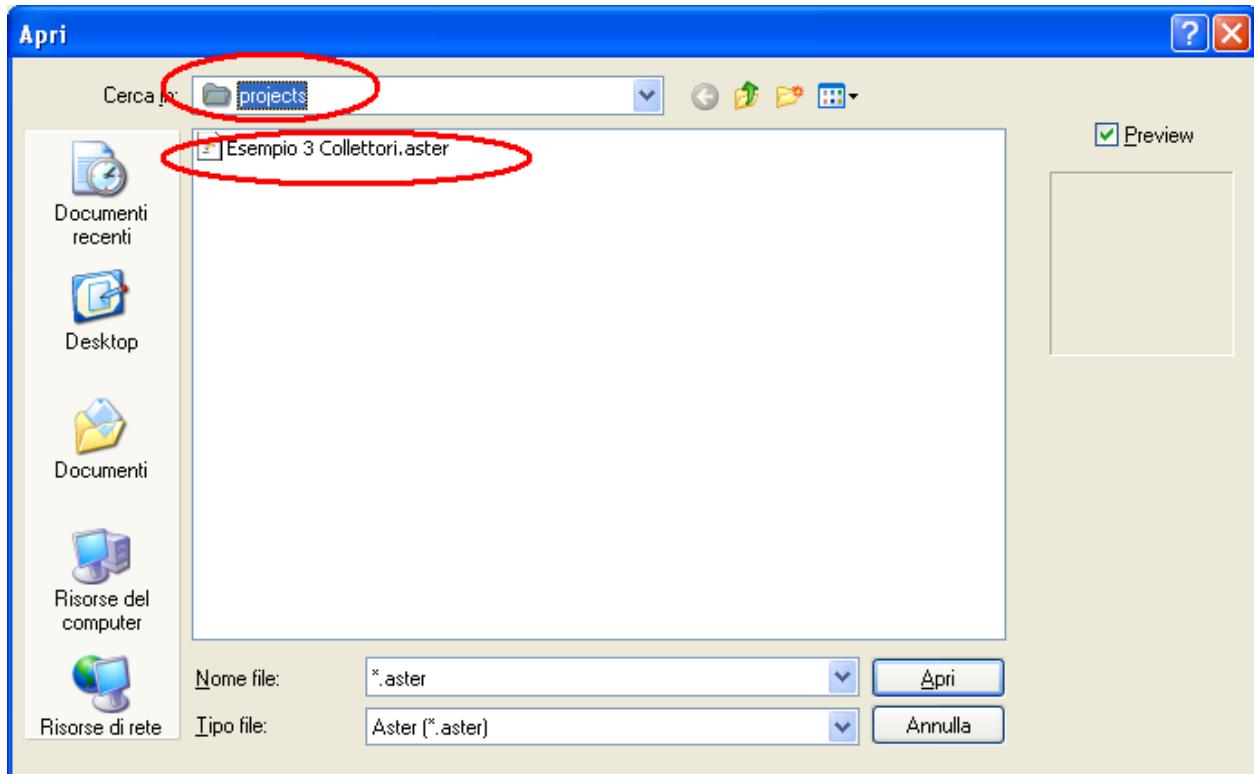 Apri
Cerca in: projects
Esempio 3 Collettori.aster
Preview
Documenti
recenti
Desktop
Documenti
Risorse del
computer
Risorse di rete
Nome file: *.aster Apri
Tipo file: Aster (*.aster) Annulla